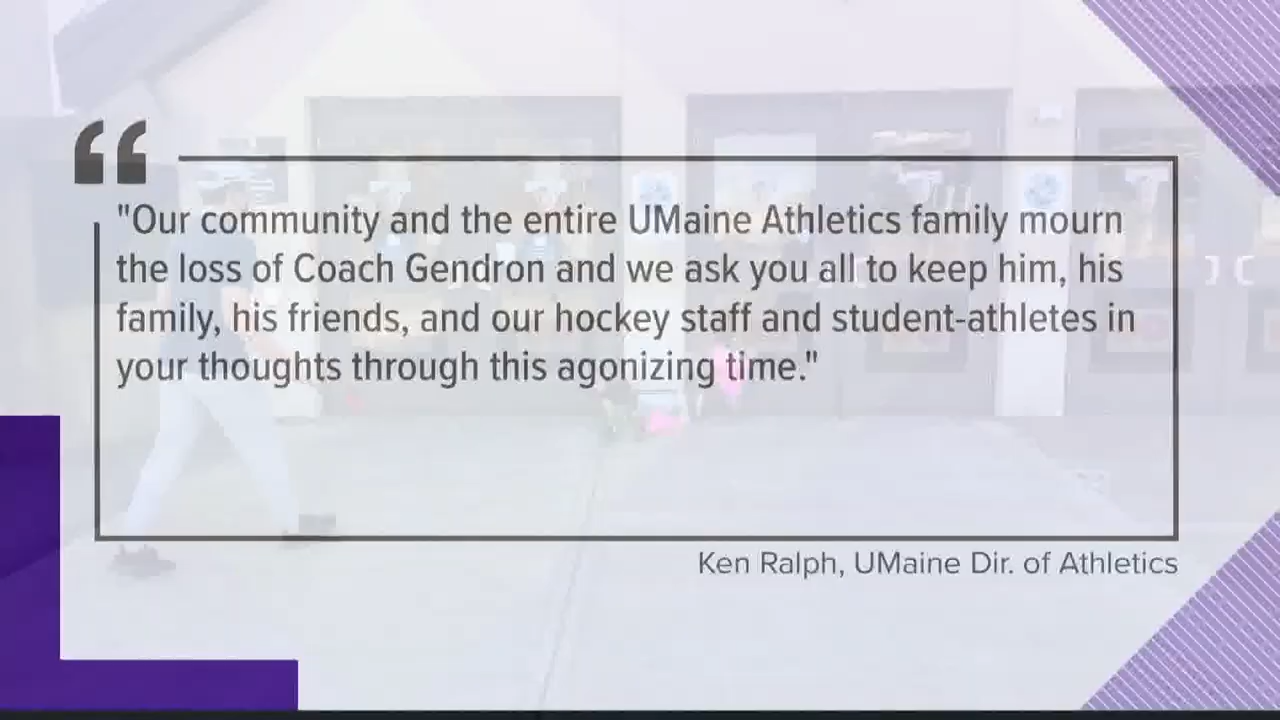 "Our community and the entire UMaine Athletics family mourn
the loss of Coach Gendron and we ask you all to keep him, his
family, his friends, and our hockey staff and student-athletes in
your thoughts through this agonizing time."
Ken Ralph, UMaine Dir. of Athletics